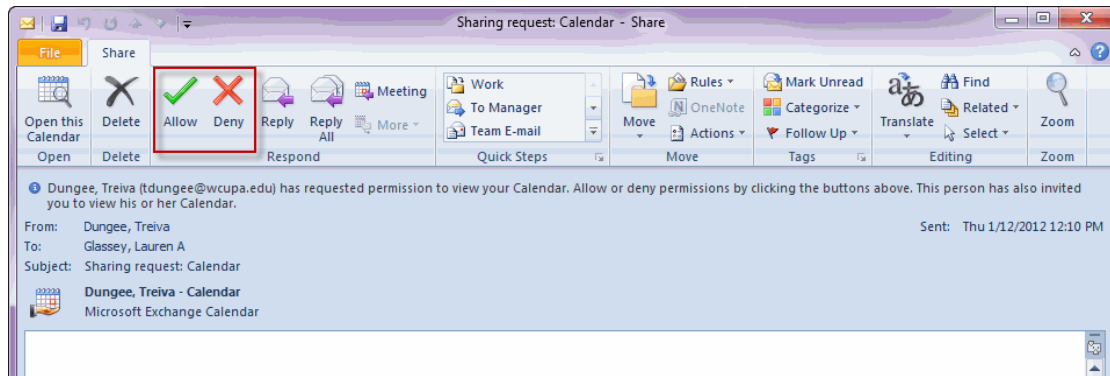 Sharing request: Calendar - Share
File Share
Open this Calendar
Delete
Allow
Deny
Reply
Reply All
Meeting
More
Work
To Manager
Team E-mail
Move
Rules
OneNote
Actions
Mark Unread
Categorize
Follow Up
Translate
Find
Related
Select
Zoom
Open Delete Respond Quick Steps Move Tags Editing Zoom
Dungee, Treiva (tdungee@wcupa.edu) has requested permission to view your Calendar. Allow or deny permissions by clicking the buttons above. This person has also invited
you to view his or her Calendar.
From: Dungee, Treiva Sent: Thu 1/12/2012 12:10 PM
To: Glassey, Lauren A
Subject: Sharing request: Calendar
Dungee, Treiva - Calendar
Microsoft Exchange Calendar